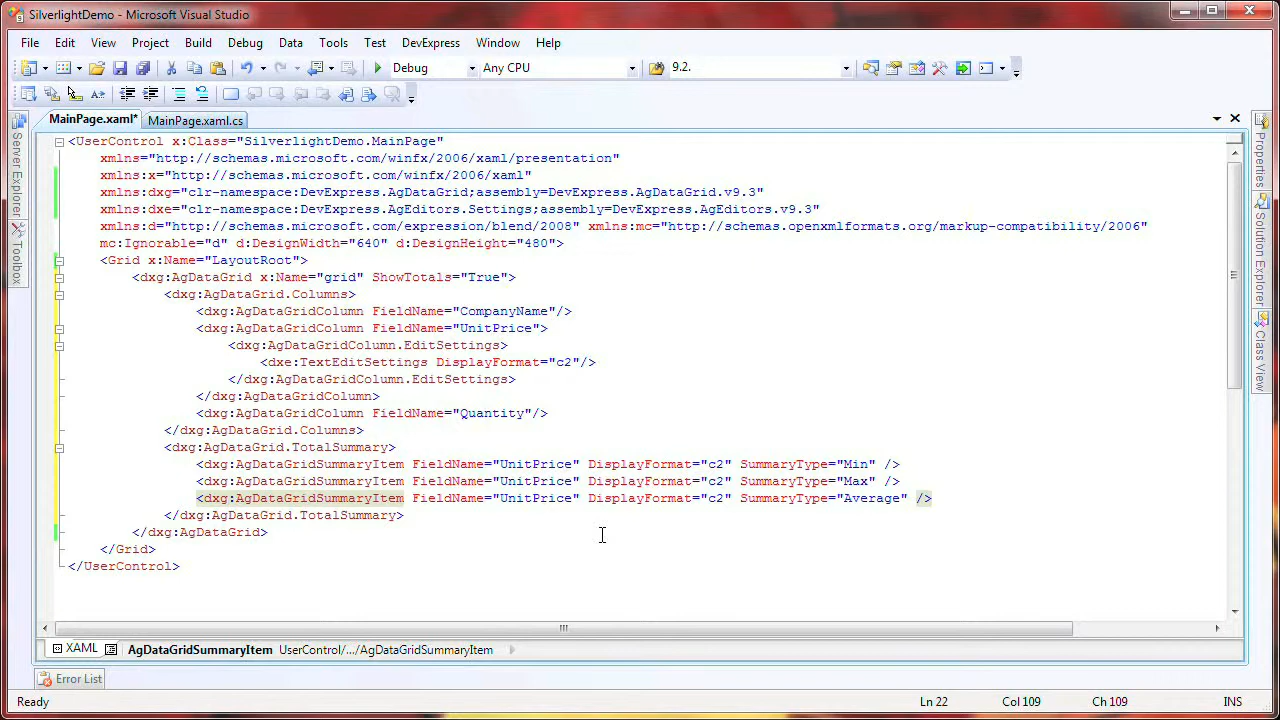 SilverlightDemo - Microsoft Visual Studio
File Edit View Project Build Debug Data Tools Test DevExpress Window Help
Debug Any CPU 9.2.
MainPage.xaml* MainPage.xaml.cs
Server Explorer
Toolbox
Properties
Solution Explorer
Class View
<UserControl x:Class="SilverlightDemo.MainPage"
xmlns="http://schemas.microsoft.com/winfx/2006/xaml/presentation"
xmlns:x="http://schemas.microsoft.com/winfx/2006/xaml"
xmlns:dxg="clr-namespace:DevExpress.AgDataGrid;assembly=DevExpress.AgDataGrid.v9.3"
xmlns:dxe="clr-namespace:DevExpress.AgEditors.Settings;assembly=DevExpress.AgEditors.v9.3"
xmlns:d="http://schemas.microsoft.com/expression/blend/2008" xmlns:mc="http://schemas.openxmlformats.org/markup-compatibility/2006"
mc:Ignorable="d" d:DesignWidth="640" d:DesignHeight="480">
<Grid x:Name="LayoutRoot">
<dxg:AgDataGrid x:Name="grid" ShowTotals="True">
<dxg:AgDataGrid.Columns>
<dxg:AgDataGridColumn FieldName="CompanyName"/>
<dxg:AgDataGridColumn FieldName="UnitPrice">
<dxg:AgDataGridColumn.EditSettings>
<dxe:TextEditSettings DisplayFormat="c2"/>
</dxg:AgDataGridColumn.EditSettings>
</dxg:AgDataGridColumn>
<dxg:AgDataGridColumn FieldName="Quantity"/>
</dxg:AgDataGrid.Columns>
<dxg:AgDataGrid.TotalSummary>
<dxg:AgDataGridSummaryItem FieldName="UnitPrice" DisplayFormat="c2" SummaryType="Min" />
<dxg:AgDataGridSummaryItem FieldName="UnitPrice" DisplayFormat="c2" SummaryType="Max" />
<dxg:AgDataGridSummaryItem FieldName="UnitPrice" DisplayFormat="c2" SummaryType="Average" />
</dxg:AgDataGrid.TotalSummary>
</dxg:AgDataGrid>
</Grid>
</UserControl>
XAML AgDataGridSummaryItem UserControl/.../AgDataGridSummaryItem
Error List
Ready Ln 22 Col 109 Ch 109 INS